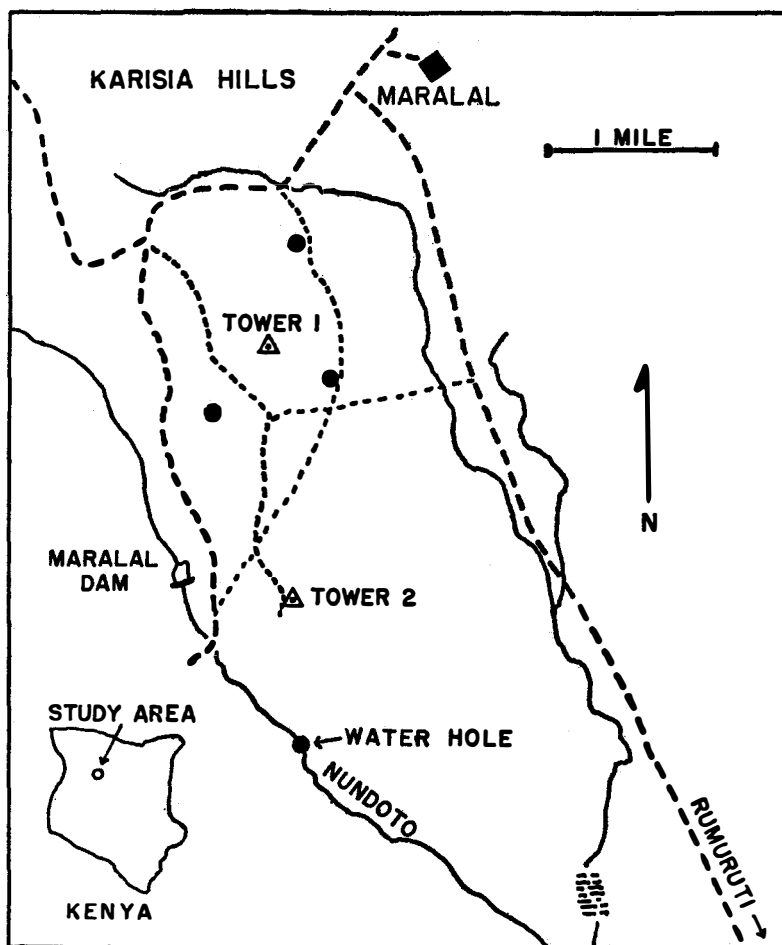 KARISIA HILLS
MARALAL
1 MILE
TOWER 1
N
MARALAL
DAM
TOWER 2
STUDY AREA
WATER HOLE
NUNDOTO
RUMURUTI
KENYA